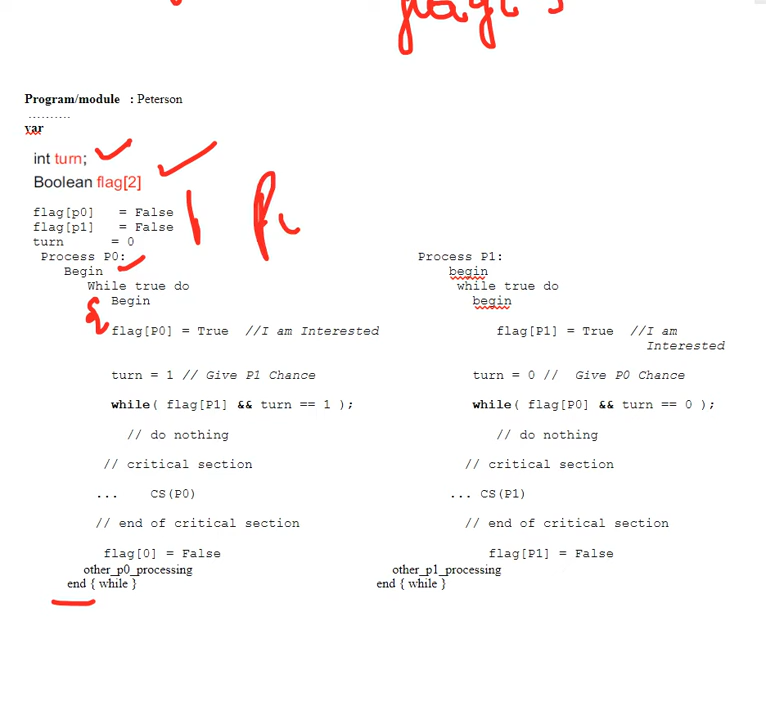 Program/module : Peterson
..........
var
int turn;
Boolean flag[2]
flag[p0] = False
flag[p1] = False
turn = 0
Process P0:
Begin
While true do
Begin
flag[P0] = True //I am Interested
turn = 1 // Give P1 Chance
while( flag[P1] && turn == 1 );
// do nothing
// critical section
... CS(P0)
// end of critical section
flag[0] = False
other_p0_processing
end { while }
Process P1:
begin
while true do
begin
flag[P1] = True //I am
Interested
turn = 0 // Give P0 Chance
while( flag[P0] && turn == 0 );
// do nothing
// critical section
... CS(P1)
// end of critical section
flag[P1] = False
other_p1_processing
end { while }